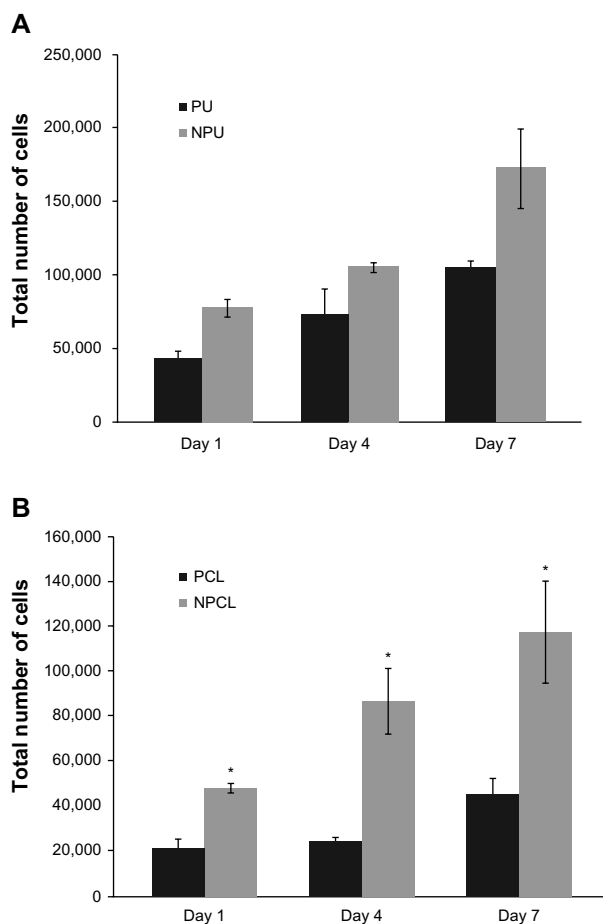 A
250,000
200,000
150,000
100,000
50,000
0
Total number of cells
PU
NPU
Day 1 Day 4 Day 7
B
160,000
140,000
120,000
100,000
80,000
60,000
40,000
20,000
0
Total number of cells
PCL
NPCL
*
*
*
Day 1 Day 4 Day 7